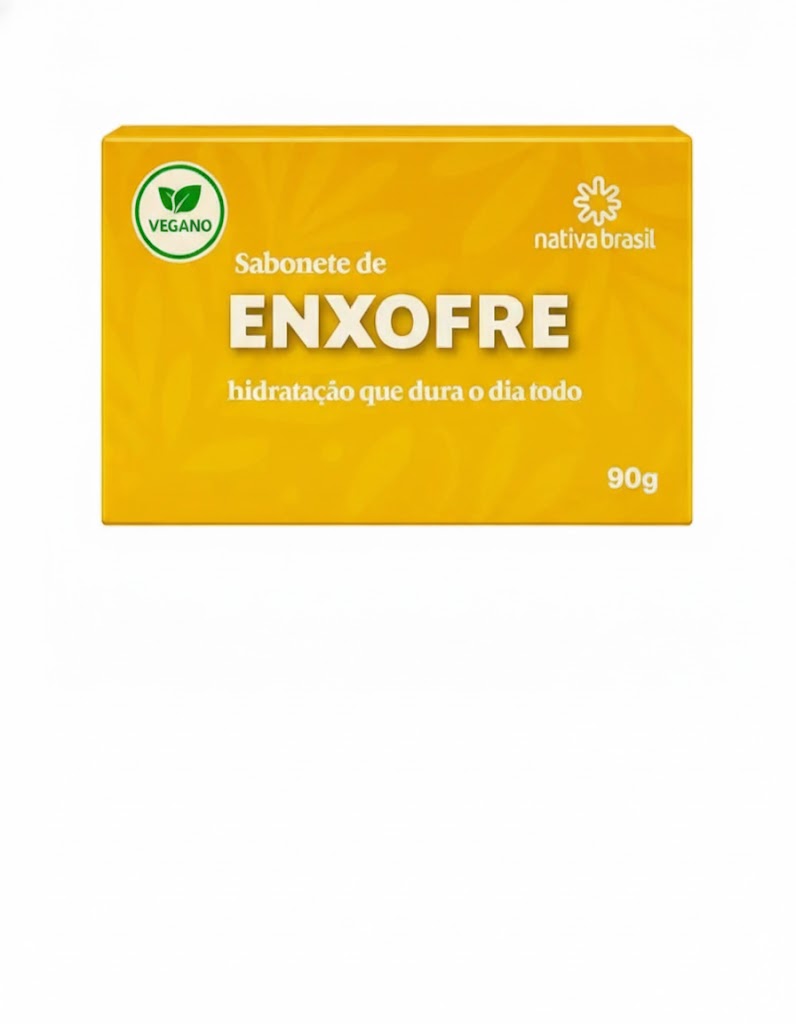 VEGANO
nativa brasil
Sabonete de
ENXOFRE
hidratação que dura o dia todo
90g